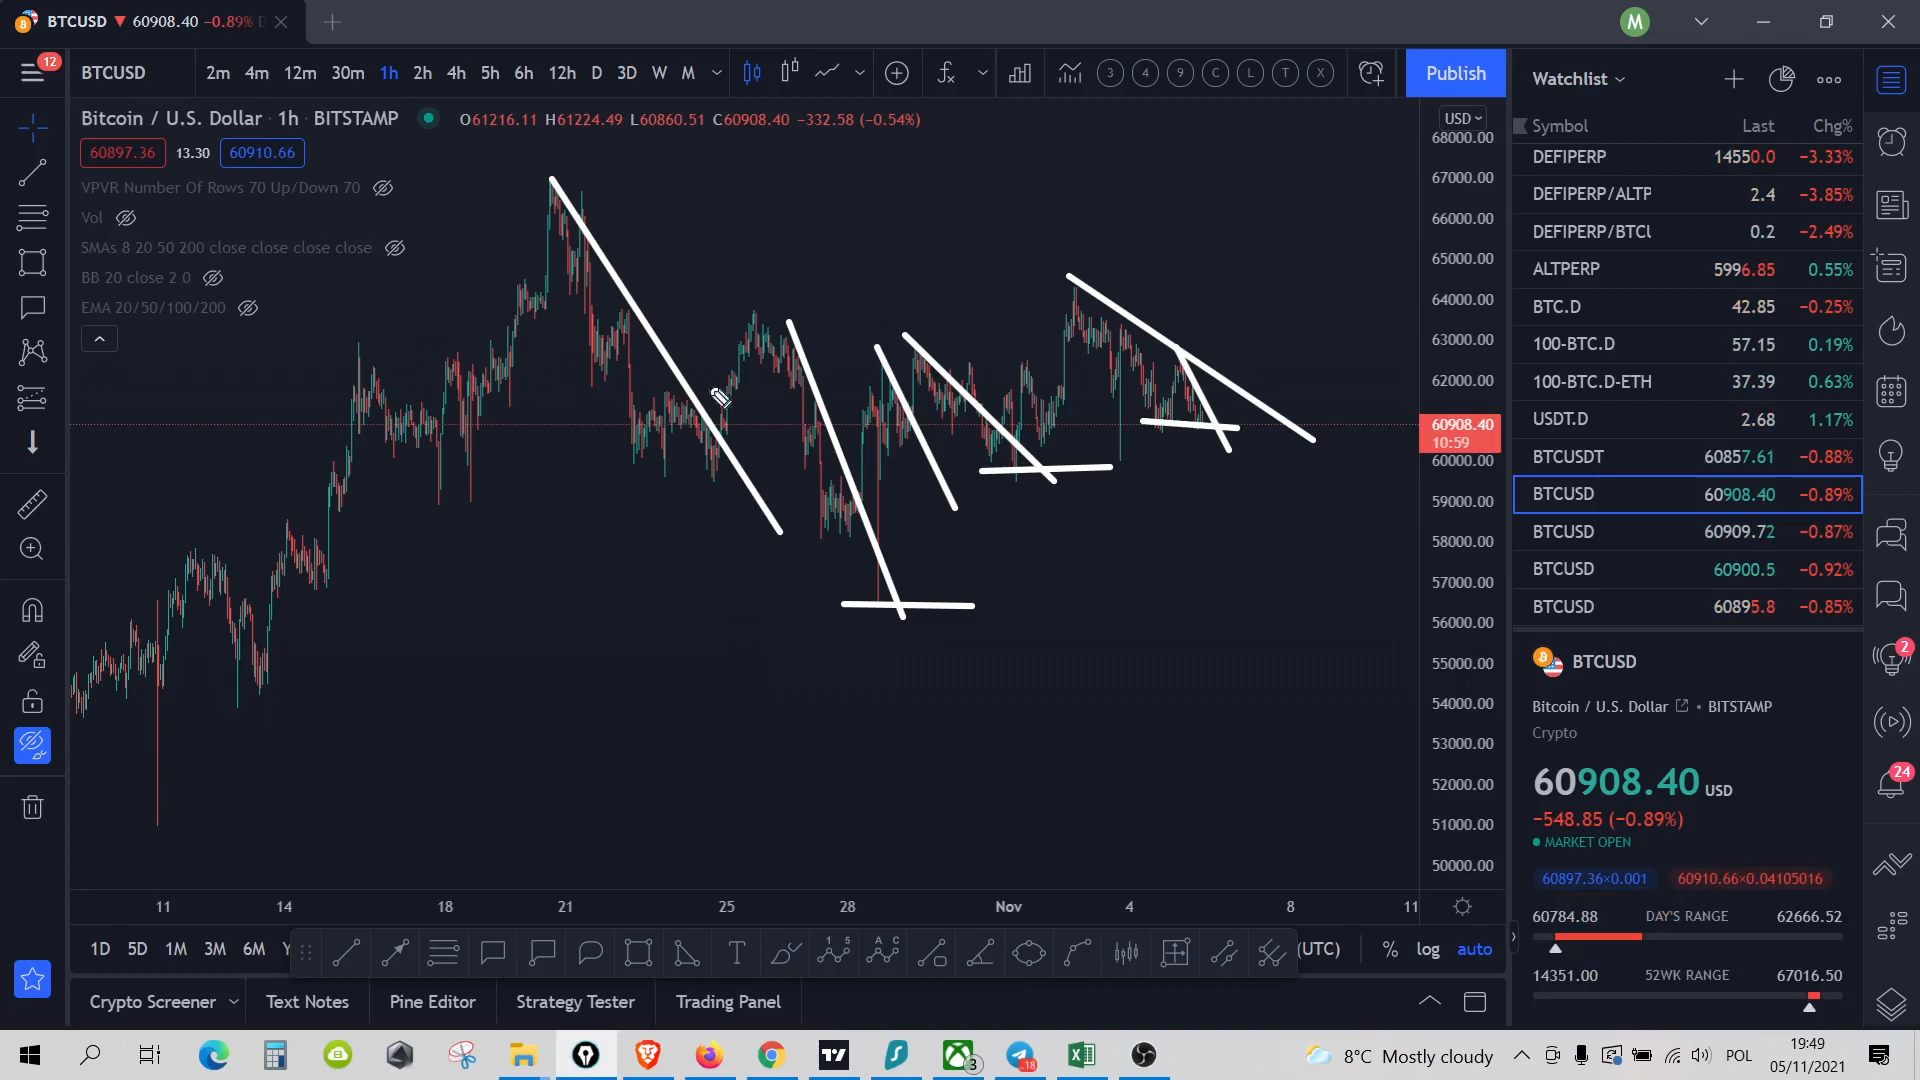 BTCUSD ▼ 60908.40 −0.89%
M
12
BTCUSD 2m 4m 12m 30m 1h 2h 4h 5h 6h 12h D 3D W M
3 4 9 C L T X
Publish
Bitcoin / U.S. Dollar · 1h · BITSTAMP O61216.11 H61224.49 L60860.51 C60908.40 −332.58 (−0.54%)
60897.36 13.30 60910.66
VPVR Number Of Rows 70 Up/Down 70
Vol
SMAs 8 20 50 200 close close close close
BB 20 close 2 0
EMA 20/50/100/200
USD
68000.00
67000.00
66000.00
65000.00
64000.00
63000.00
62000.00
60908.40
10:59
60000.00
59000.00
58000.00
57000.00
56000.00
55000.00
54000.00
53000.00
52000.00
51000.00
50000.00
11 14 18 21 25 28 Nov 4 8 11
1D 5D 1M 3M 6M Y
T
1 5
A C
(UTC) % log auto
Crypto Screener Text Notes Pine Editor Strategy Tester Trading Panel
Watchlist
Symbol Last Chg%
DEFIPERP 14550.0 −3.33%
DEFIPERP/ALTP 2.4 −3.85%
DEFIPERP/BTCU 0.2 −2.49%
ALTPERP 5996.85 0.55%
BTC.D 42.85 −0.25%
100-BTC.D 57.15 0.19%
100-BTC.D-ETH 37.39 0.63%
USDT.D 2.68 1.17%
BTCUSDT 60857.61 −0.88%
BTCUSD 60908.40 −0.89%
BTCUSD 60909.72 −0.87%
BTCUSD 60900.5 −0.92%
BTCUSD 60895.8 −0.85%
BTCUSD
Bitcoin / U.S. Dollar • BITSTAMP
Crypto
60908.40 USD
−548.85 (−0.89%)
MARKET OPEN
60897.36×0.001 60910.66×0.04105016
60784.88 DAY'S RANGE 62666.52
14351.00 52WK RANGE 67016.50
2
24
3
18
8°C Mostly cloudy
POL
19:49
05/11/2021